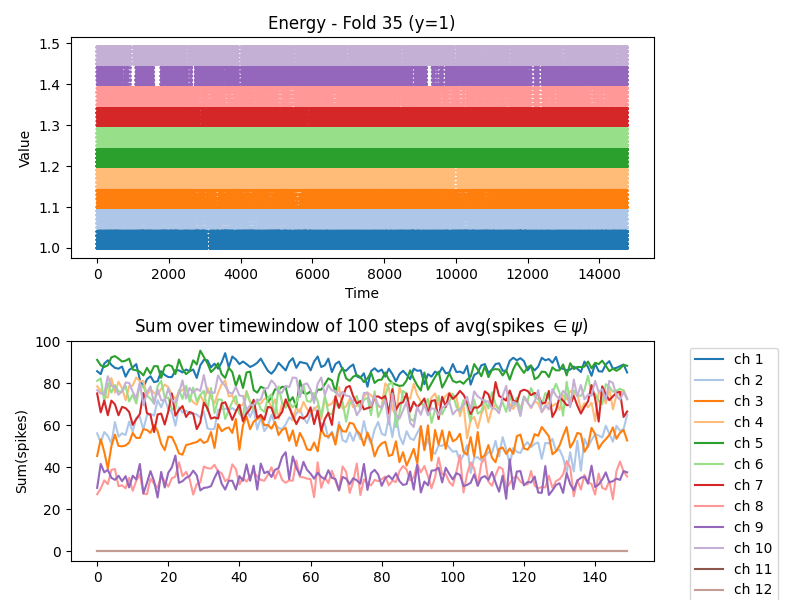 Energy - Fold 35 (y=1)
Value
1.5
1.4
1.3
1.2
1.1
1.0
0 2000 4000 6000 8000 10000 12000 14000
Time
Sum over timewindow of 100 steps of avg(spikes ∈ ψ)
Sum(spikes)
100
80
60
40
20
0
0 20 40 60 80 100 120 140
ch 1
ch 2
ch 3
ch 4
ch 5
ch 6
ch 7
ch 8
ch 9
ch 10
ch 11
ch 12